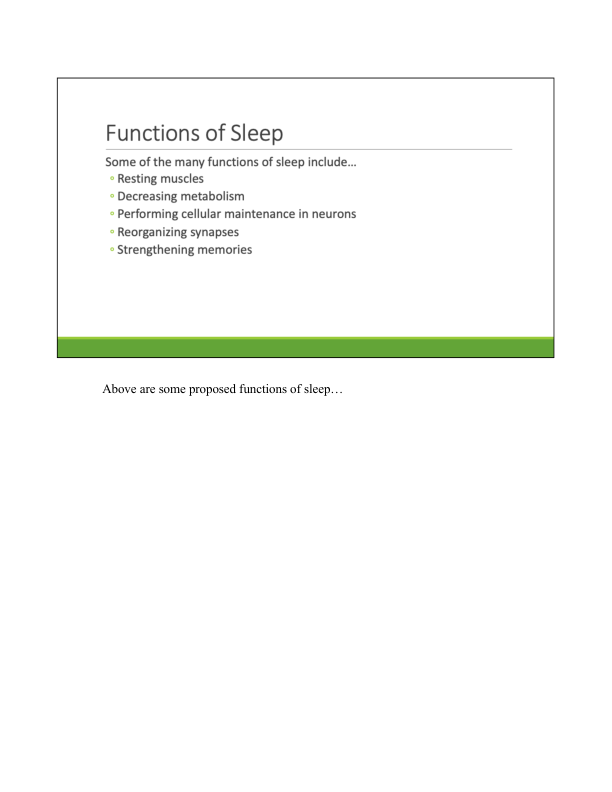 Functions of Sleep
Some of the many functions of sleep include…
◦ Resting muscles
◦ Decreasing metabolism
◦ Performing cellular maintenance in neurons
◦ Reorganizing synapses
◦ Strengthening memories
Above are some proposed functions of sleep…